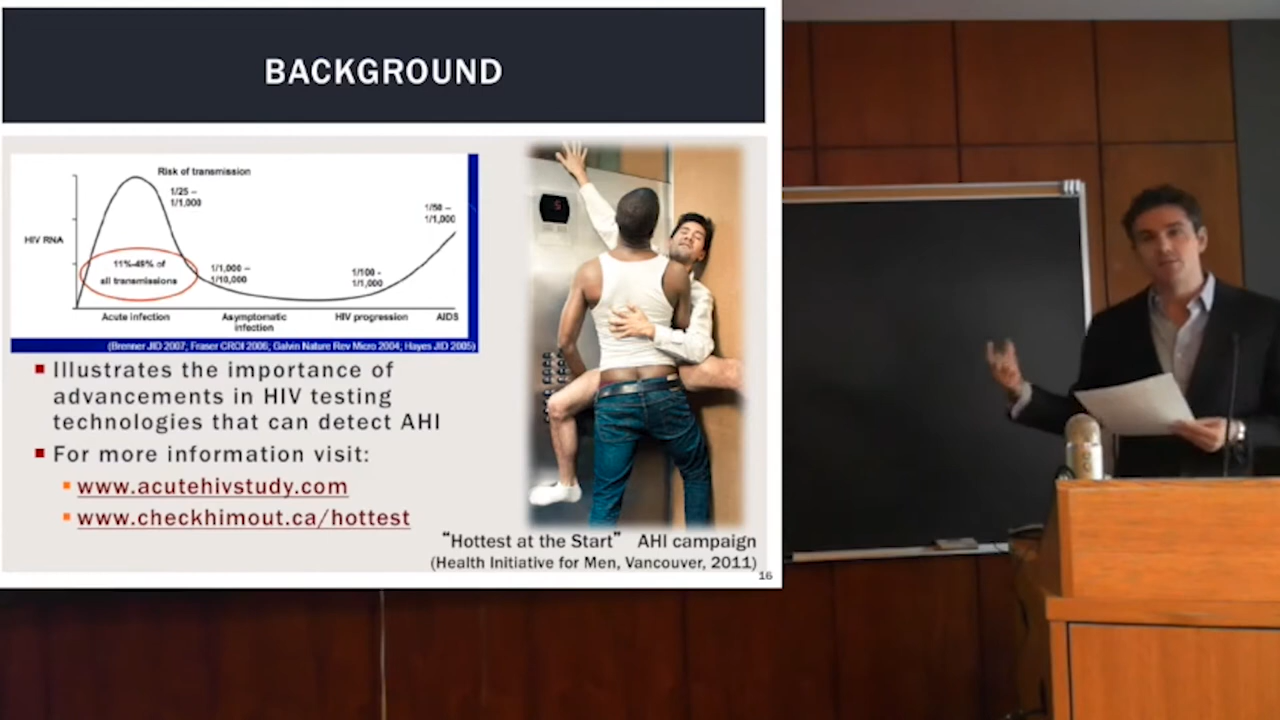 BACKGROUND
Risk of transmission
1/25 –
1/1,000
1/50 –
1/1,000
HIV RNA
11%-49% of
all transmissions
1/1,000 –
1/10,000
1/100 -
1/1,000
Acute infection
Asymptomatic
infection
HIV progression
AIDS
(Brenner JID 2007; Fraser CROI 2006; Galvin Nature Rev Micro 2004; Hayes JID 2005)
Illustrates the importance of
advancements in HIV testing
technologies that can detect AHI
For more information visit:
www.acutehivstudy.com
www.checkhimout.ca/hottest
5
“Hottest at the Start” AHI campaign
(Health Initiative for Men, Vancouver, 2011)
16